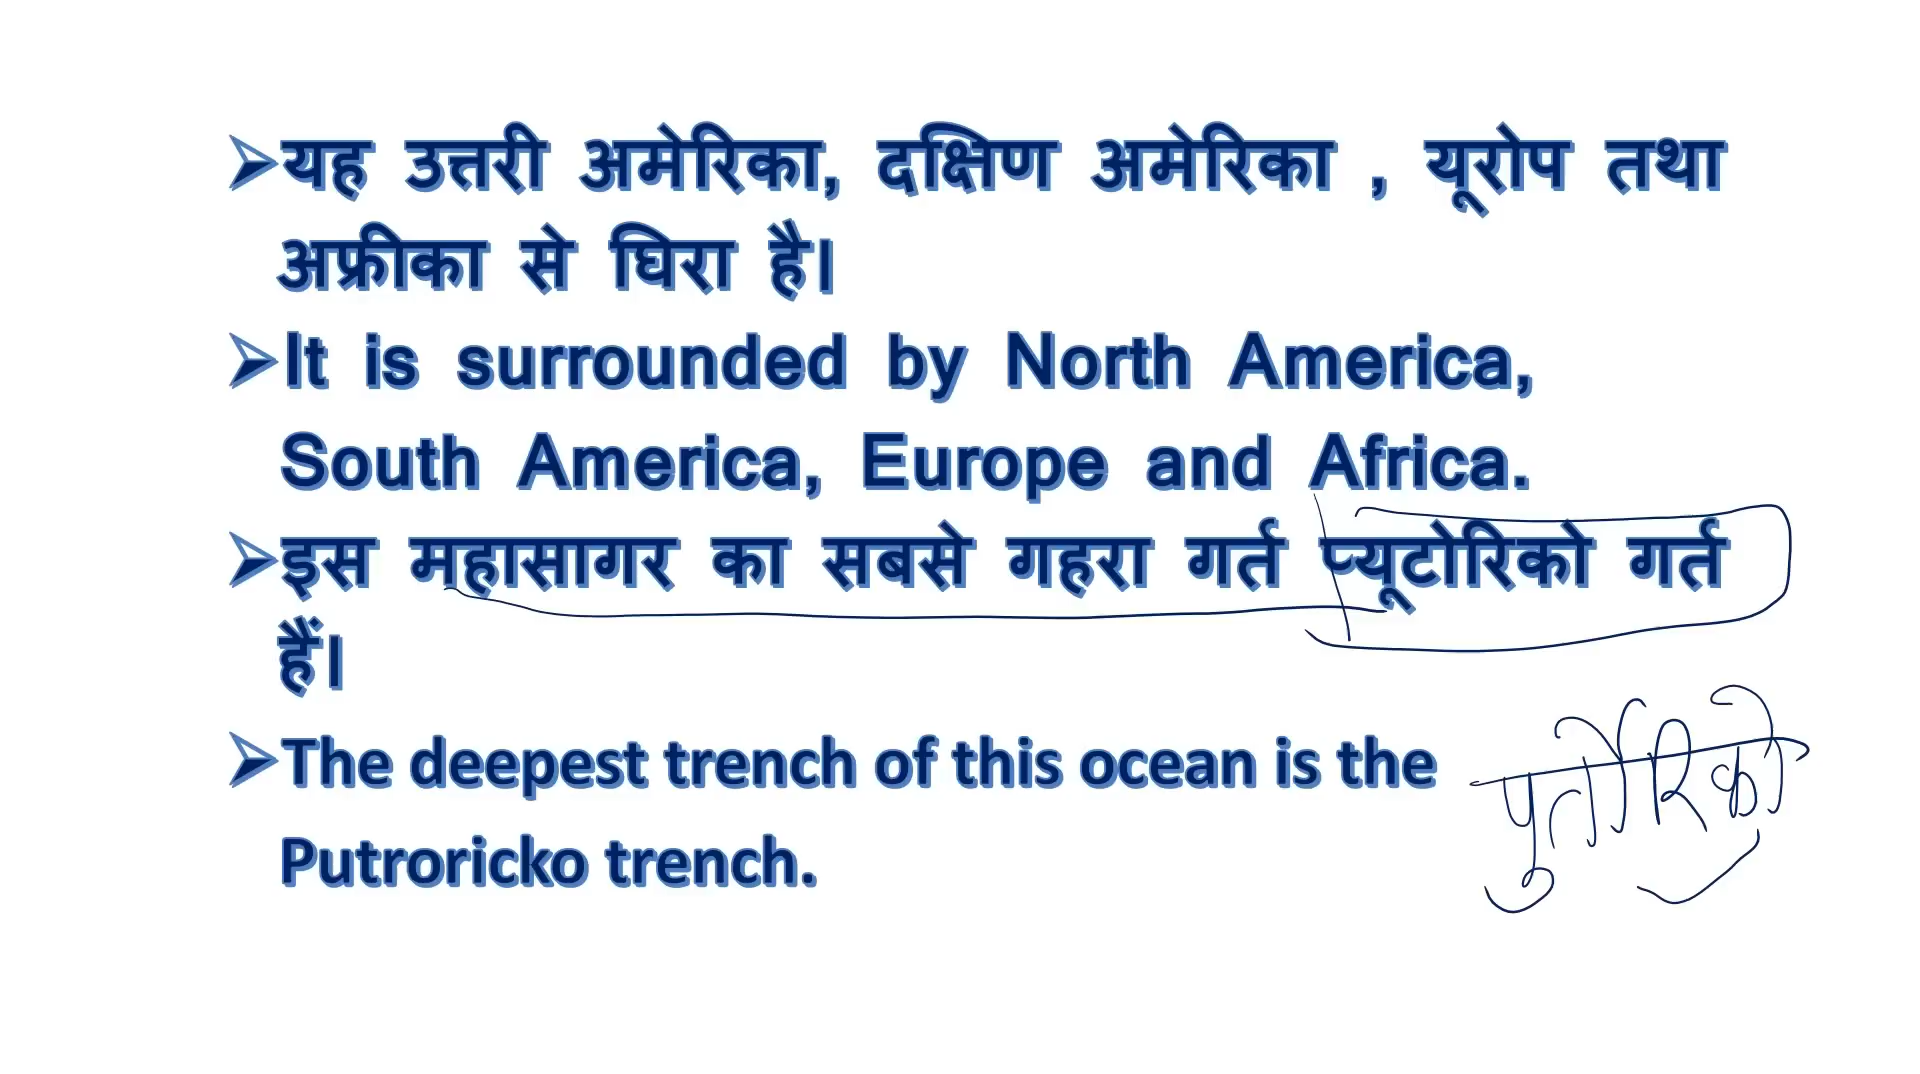 यह उत्तरी अमेरिका, दक्षिण अमेरिका , यूरोप तथा
अफ्रीका से घिरा है।
It is surrounded by North America,
South America, Europe and Africa.
इस महासागर का सबसे गहरा गर्त प्यूटोरिको गर्त
हैं।
The deepest trench of this ocean is the
Putroricko trench.
पुर्तोरिको